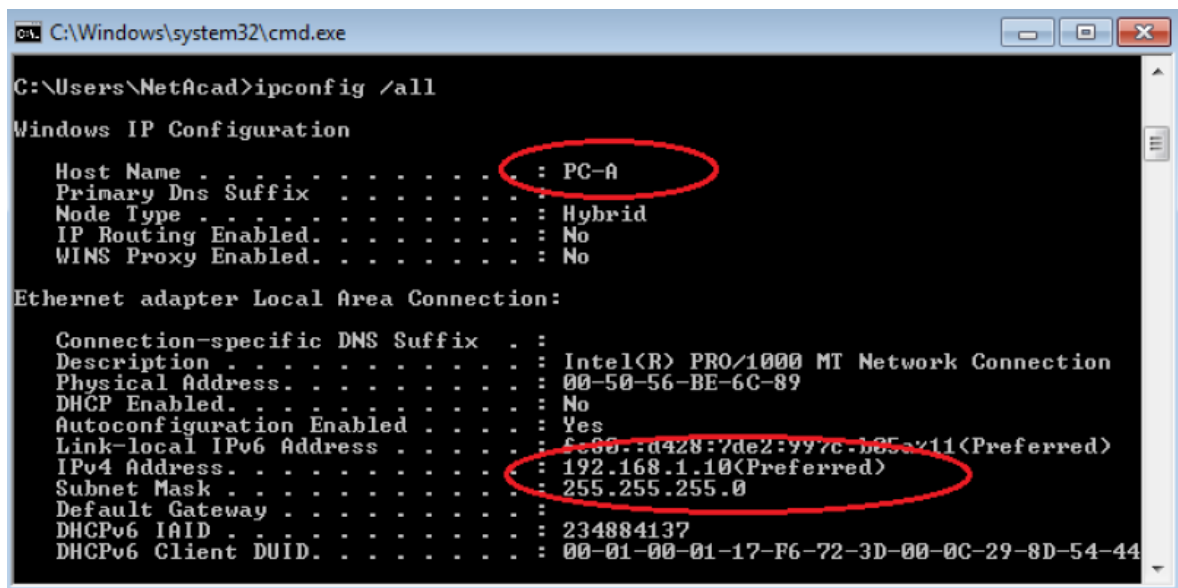 C:\Windows\system32\cmd.exe
C:\Users\NetAcad>ipconfig /all
Windows IP Configuration
Host Name . . . . . . . . . . . . : PC-A
Primary Dns Suffix . . . . . . . :
Node Type . . . . . . . . . . . . : Hybrid
IP Routing Enabled. . . . . . . . : No
WINS Proxy Enabled. . . . . . . . : No
Ethernet adapter Local Area Connection:
Connection-specific DNS Suffix . :
Description . . . . . . . . . . . : Intel(R) PRO/1000 MT Network Connection
Physical Address. . . . . . . . . : 00-50-56-BE-6C-89
DHCP Enabled. . . . . . . . . . . : No
Autoconfiguration Enabled . . . . : Yes
Link-local IPv6 Address . . . . . :
IPv4 Address. . . . . . . . . . . : 192.168.1.10(Preferred)
Subnet Mask . . . . . . . . . . . : 255.255.255.0
Default Gateway . . . . . . . . . :
DHCPv6 IAID . . . . . . . . . . . : 234884137
DHCPv6 Client DUID. . . . . . . . : 00-01-00-01-17-F6-72-3D-00-0C-29-8D-54-44